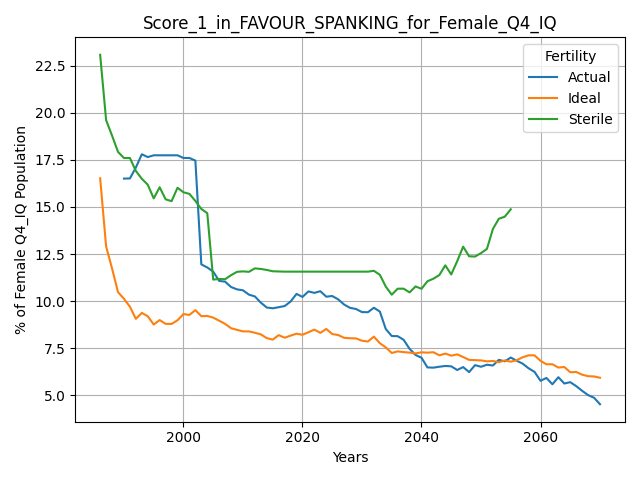 Score_1_in_FAVOUR_SPANKING_for_Female_Q4_IQ
% of Female Q4_IQ Population
22.5
20.0
17.5
15.0
12.5
10.0
7.5
5.0
Fertility
Actual
Ideal
Sterile
2000
2020
2040
2060
Years